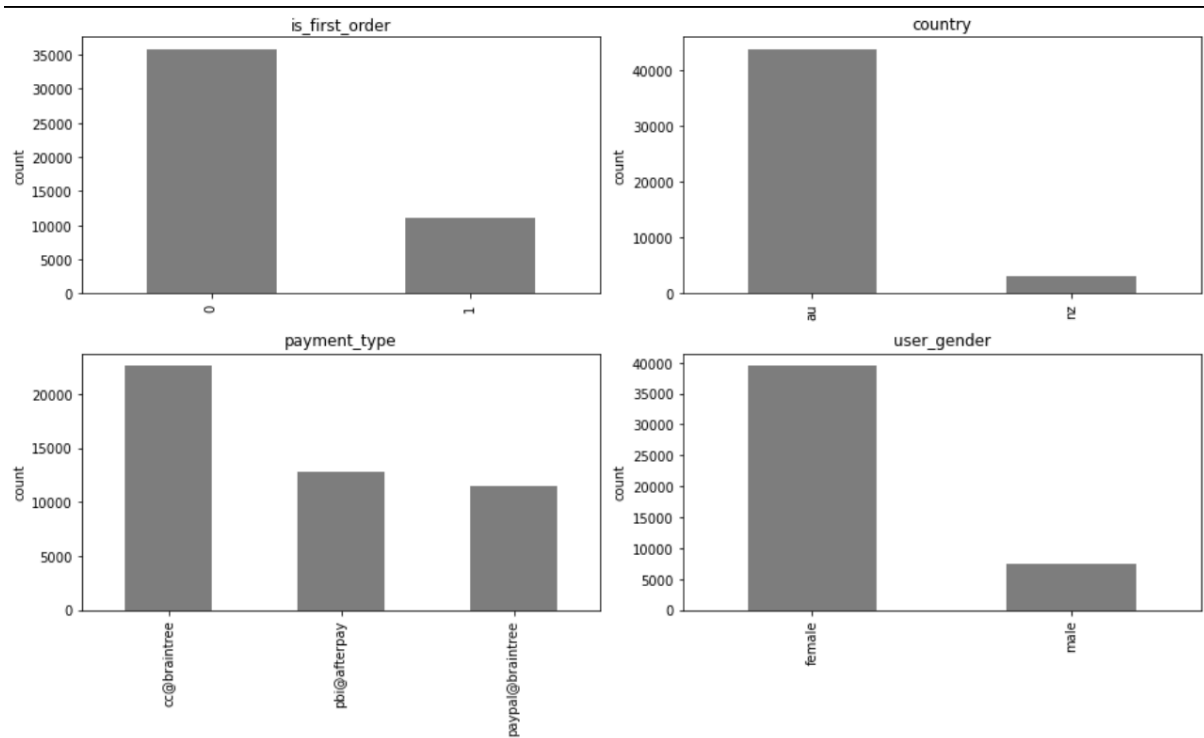 is_first_order
35000
30000
25000
20000
15000
10000
5000
0
count
0
1
country
40000
30000
20000
10000
0
count
au
nz
payment_type
20000
15000
10000
5000
0
count
cc@braintree
pbi@afterpay
paypal@braintree
user_gender
40000
35000
30000
25000
20000
15000
10000
5000
0
count
female
male